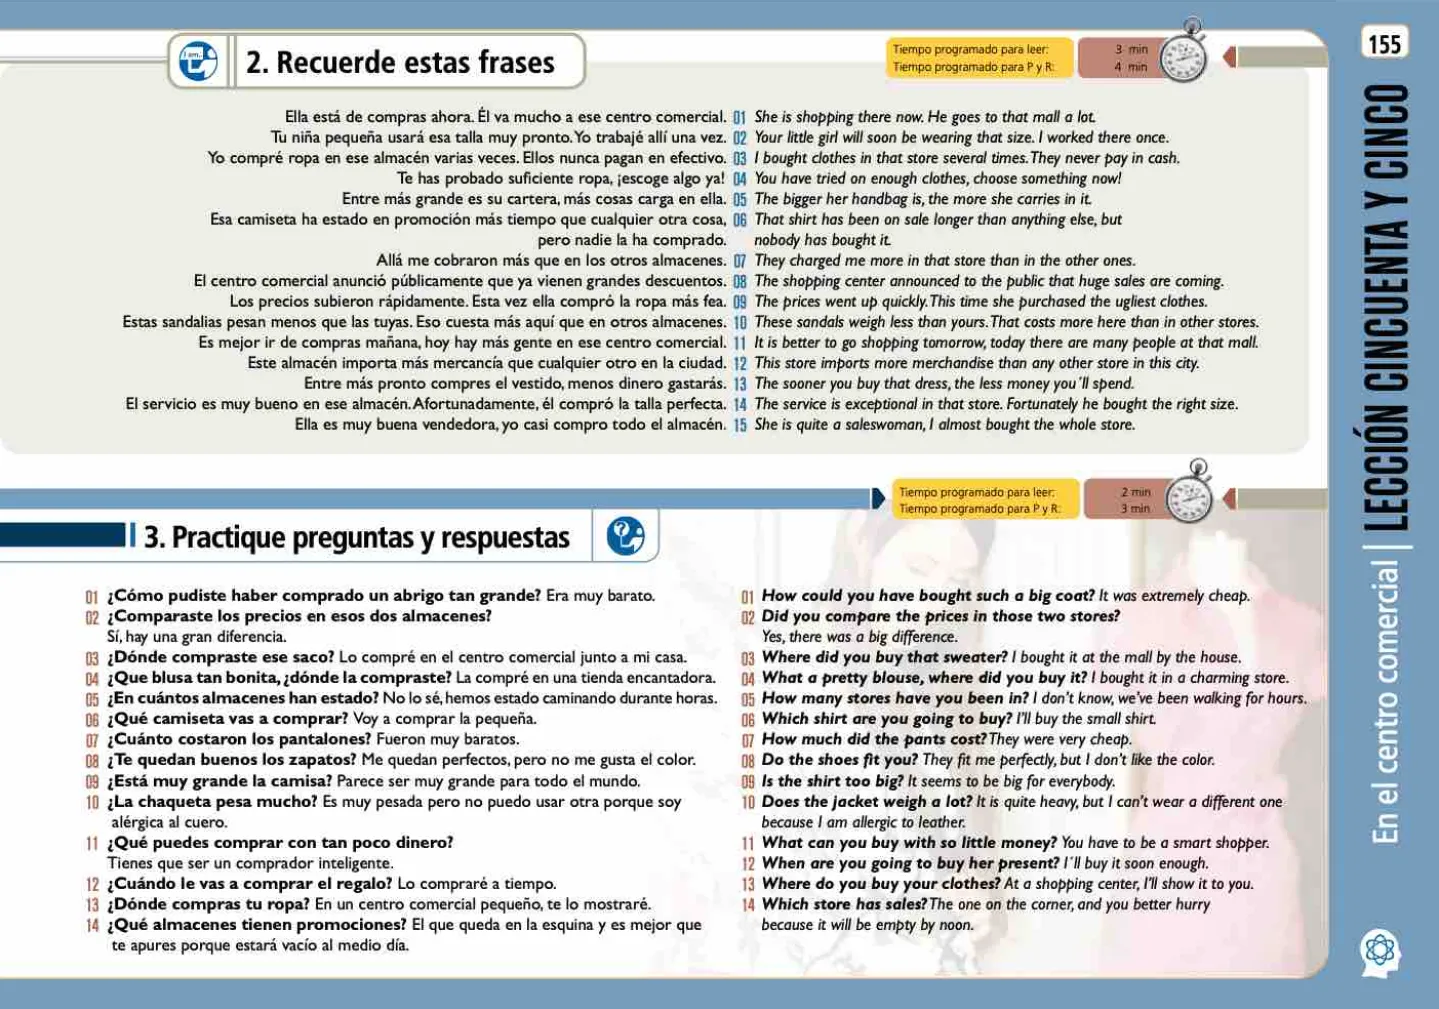 2. Recuerde estas frases
Tiempo programado para leer: 3 min
Tiempo programado para P y R: 4 min
155
Ella está de compras ahora. Él va mucho a ese centro comercial. 01 She is shopping there now. He goes to that mall a lot.
Tu niña pequeña usará esa talla muy pronto. Yo trabajé allí una vez. 02 Your little girl will soon be wearing that size. I worked there once.
Yo compré ropa en ese almacén varias veces. Ellos nunca pagan en efectivo. 03 I bought clothes in that store several times. They never pay in cash.
Te has probado suficiente ropa, ¡escoge algo ya! 04 You have tried on enough clothes, choose something now!
Entre más grande es su cartera, más cosas carga en ella. 05 The bigger her handbag is, the more she carries in it.
Esa camiseta ha estado en promoción más tiempo que cualquier otra cosa, 06 That shirt has been on sale longer than anything else, but
pero nadie la ha comprado. nobody has bought it.
Allá me cobraron más que en los otros almacenes. 07 They charged me more in that store than in the other ones.
El centro comercial anunció públicamente que ya vienen grandes descuentos. 08 The shopping center announced to the public that huge sales are coming.
Los precios subieron rápidamente. Esta vez ella compró la ropa más fea. 09 The prices went up quickly. This time she purchased the ugliest clothes.
Estas sandalias pesan menos que las tuyas. Eso cuesta más aquí que en otros almacenes. 10 These sandals weigh less than yours. That costs more here than in other stores.
Es mejor ir de compras mañana, hoy hay más gente en ese centro comercial. 11 It is better to go shopping tomorrow, today there are many people at that mall.
Este almacén importa más mercancía que cualquier otro en la ciudad. 12 This store imports more merchandise than any other store in this city.
Entre más pronto compres el vestido, menos dinero gastarás. 13 The sooner you buy that dress, the less money you´ll spend.
El servicio es muy bueno en ese almacén. Afortunadamente, él compró la talla perfecta. 14 The service is exceptional in that store. Fortunately he bought the right size.
Ella es muy buena vendedora, yo casi compro todo el almacén. 15 She is quite a saleswoman, I almost bought the whole store.
Tiempo programado para leer: 2 min
Tiempo programado para P y R: 3 min
3. Practique preguntas y respuestas
01 ¿Cómo pudiste haber comprado un abrigo tan grande? Era muy barato.
02 ¿Comparaste los precios en esos dos almacenes?
Sí, hay una gran diferencia.
03 ¿Dónde compraste ese saco? Lo compré en el centro comercial junto a mi casa.
04 ¿Que blusa tan bonita, ¿dónde la compraste? La compré en una tienda encantadora.
05 ¿En cuántos almacenes han estado? No lo sé, hemos estado caminando durante horas.
06 ¿Qué camiseta vas a comprar? Voy a comprar la pequeña.
07 ¿Cuánto costaron los pantalones? Fueron muy baratos.
08 ¿Te quedan buenos los zapatos? Me quedan perfectos, pero no me gusta el color.
09 ¿Está muy grande la camisa? Parece ser muy grande para todo el mundo.
10 ¿La chaqueta pesa mucho? Es muy pesada pero no puedo usar otra porque soy
alérgica al cuero.
11 ¿Qué puedes comprar con tan poco dinero?
Tienes que ser un comprador inteligente.
12 ¿Cuándo le vas a comprar el regalo? Lo compraré a tiempo.
13 ¿Dónde compras tu ropa? En un centro comercial pequeño, te lo mostraré.
14 ¿Qué almacenes tienen promociones? El que queda en la esquina y es mejor que
te apures porque estará vacío al medio día.
01 How could you have bought such a big coat? It was extremely cheap.
02 Did you compare the prices in those two stores?
Yes, there was a big difference.
03 Where did you buy that sweater? I bought it at the mall by the house.
04 What a pretty blouse, where did you buy it? I bought it in a charming store.
05 How many stores have you been in? I don't know, we've been walking for hours.
06 Which shirt are you going to buy? I'll buy the small shirt.
07 How much did the pants cost? They were very cheap.
08 Do the shoes fit you? They fit me perfectly, but I don't like the color.
09 Is the shirt too big? It seems to be big for everybody.
10 Does the jacket weigh a lot? It is quite heavy, but I can't wear a different one
because I am allergic to leather.
11 What can you buy with so little money? You have to be a smart shopper.
12 When are you going to buy her present? I´ll buy it soon enough.
13 Where do you buy your clothes? At a shopping center, I'll show it to you.
14 Which store has sales? The one on the corner, and you better hurry
because it will be empty by noon.
En el centro comercial | LECCIÓN CINCUENTA Y CINCO